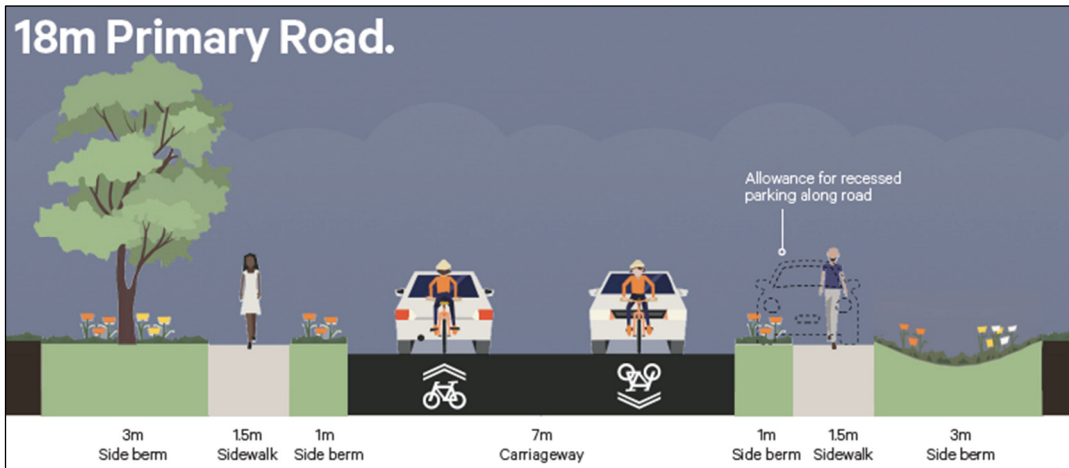 18m Primary Road.
Allowance for recessed
parking along road
3m
Side berm
1.5m
Sidewalk
1m
Side berm
7m
Carriageway
1m
Side berm
1.5m
Sidewalk
3m
Side berm